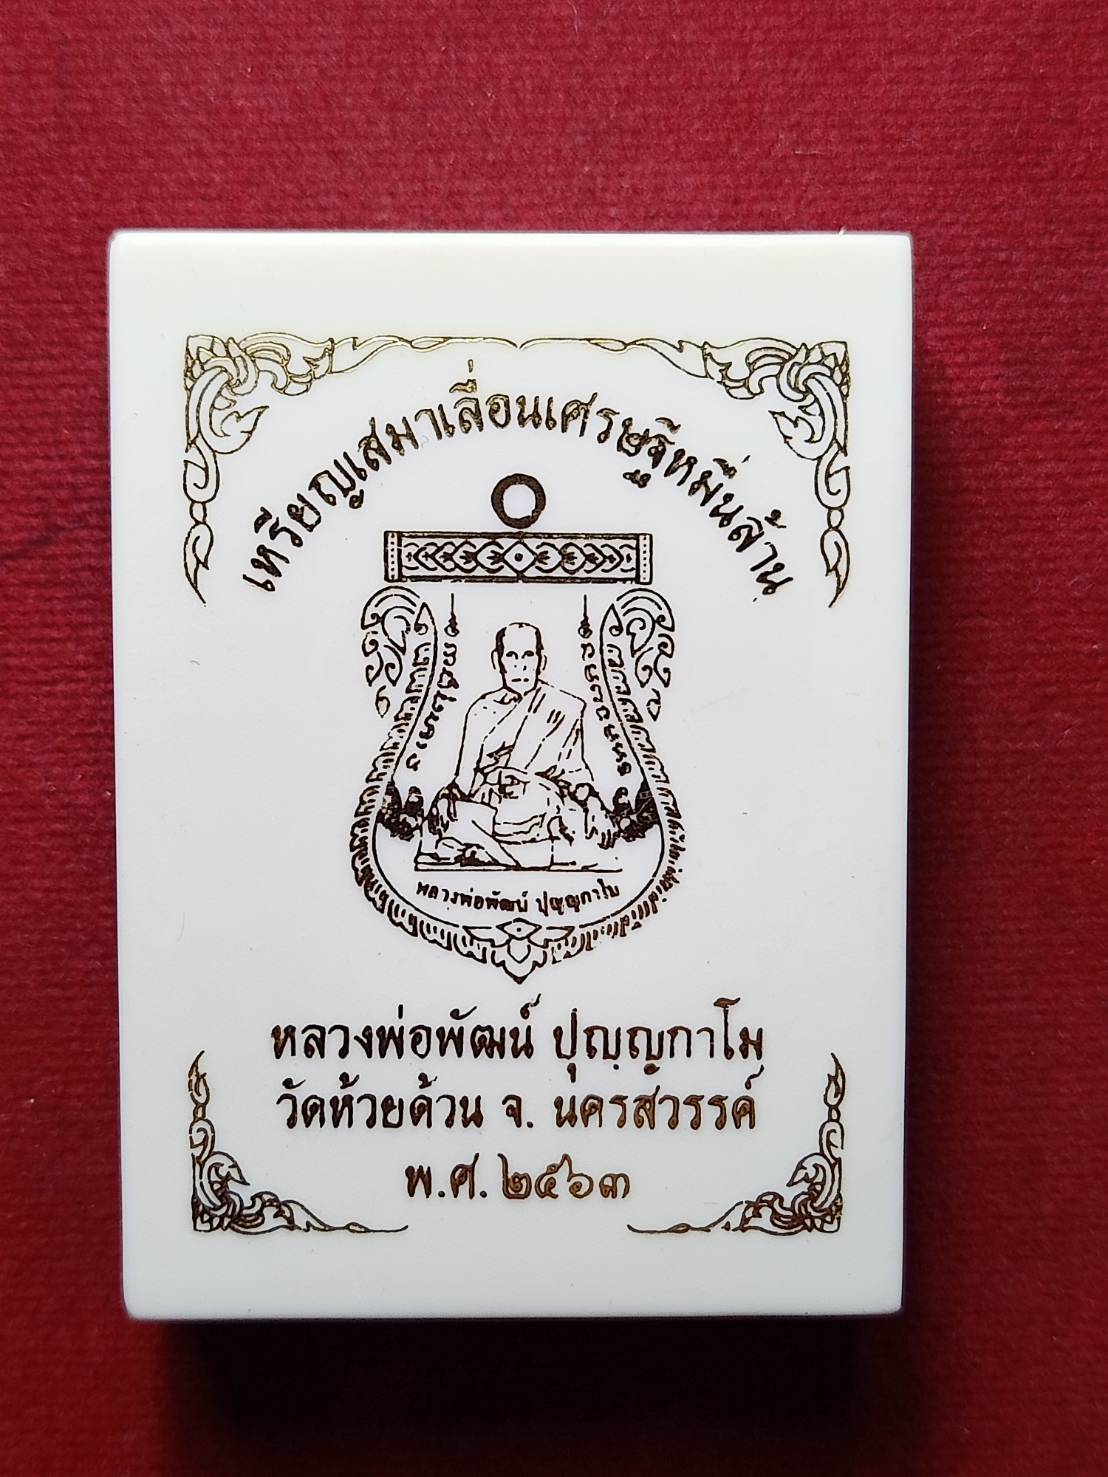 เหรียญเสมาเลื่อนเศรษฐีหมื่นล้าน
หลวงพ่อพัฒน์ ปุญฺญกาโม
หลวงพ่อพัฒน์ ปุญฺญกาโม
วัดห้วยด้วน จ. นครสวรรค์
พ.ศ. ๒๕๖๓